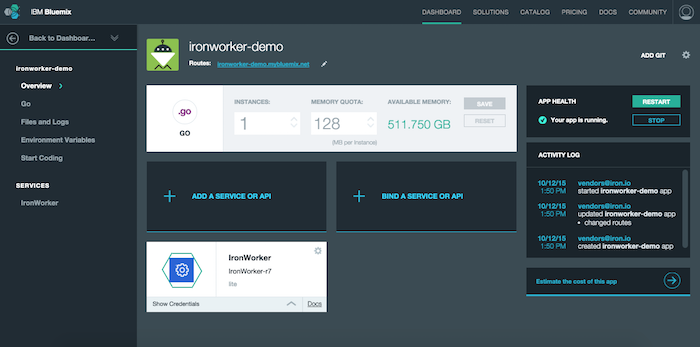 IBM Bluemix
DASHBOARD SOLUTIONS CATALOG PRICING DOCS COMMUNITY
Back to Dashboar...
ironworker-demo
Overview
Go
Files and Logs
Environment Variables
Start Coding
SERVICES
IronWorker
ironworker-demo
Routes: ironworker-demo.mybluemix.net
ADD GIT
.go
GO
INSTANCES: MEMORY QUOTA: AVAILABLE MEMORY:
1 128 511.750 GB
(MB per Instance)
SAVE
RESET
APP HEALTH
RESTART
Your app is running.
STOP
ADD A SERVICE OR API
BIND A SERVICE OR API
ACTIVITY LOG
10/12/15 vendors@iron.io
1:50 PM started ironworker-demo app
10/12/15 vendors@iron.io
1:50 PM updated ironworker-demo app
• changed routes
10/12/15 vendors@iron.io
1:50 PM created ironworker-demo app
IronWorker
IronWorker-r7
lite
Show Credentials
Docs
Estimate the cost of this app